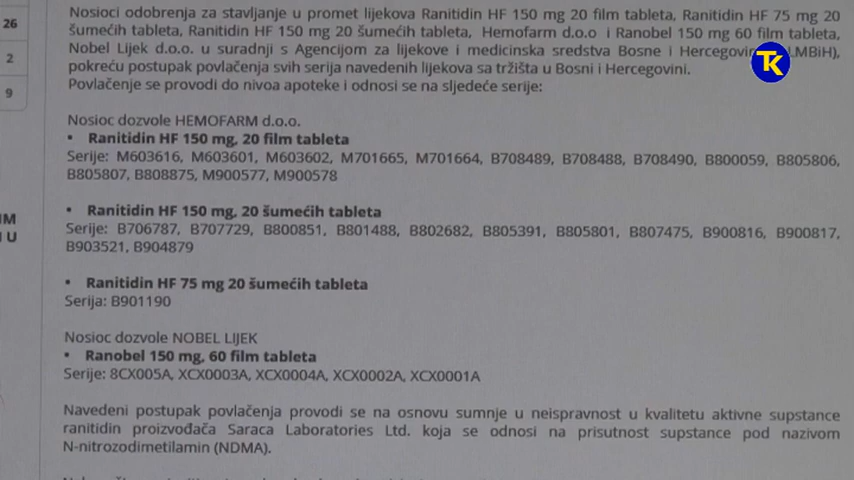 Nosioci odobrenja za stavljanje u promet lijekova Ranitidin HF 150 mg 20 film tableta, Ranitidin HF 75 mg 20
26
šumećih tableta, Ranitidin HF 150 mg 20 šumećih tableta, Hemofarm d.o.o i Ranobel 150 mg 60 film tableta,
Nobel Lijek d.o.o. u suradnji s Agencijom za lijekove i medicinska sredstva Bosne i Hercegovine LMBiH),
TK
2
pokreću postupak povlačenja svih serija navedenih lijekova sa tržišta u Bosni i Hercegovini.
Povlačenje se provodi do nivoa apoteke i odnosi se na sljedeće serije:
9
Nosioc dozvole HEMOFARM d.o.o.
• Ranitidin HF 150 mg, 20 film tableta
Serije: M603616, M603601, M603602, M701665, M701664, B708489, B708488, B708490, B800059, B805806,
B805807, B808875, M900577, M900578
• Ranitidin HF 150 mg, 20 šumećih tableta
IM
Serije: B706787, B707729, B800851, B801488, B802682, B805391, B805801, B807475, B900816, B900817,
I U
B903521, B904879
• Ranitidin HF 75 mg 20 šumećih tableta
Serija: B901190
Nosioc dozvole NOBEL LIJEK
• Ranobel 150 mg, 60 film tableta
Serije: 8CX005A, XCX0003A, XCX0004A, XCX0002A, XCX0001A
Navedeni postupak povlačenja provodi se na osnovu sumnje u neispravnost u kvalitetu aktivne supstance
ranitidin proizvođača Saraca Laboratories Ltd. koja se odnosi na prisutnost supstance pod nazivom
N-nitrozodimetilamin (NDMA).